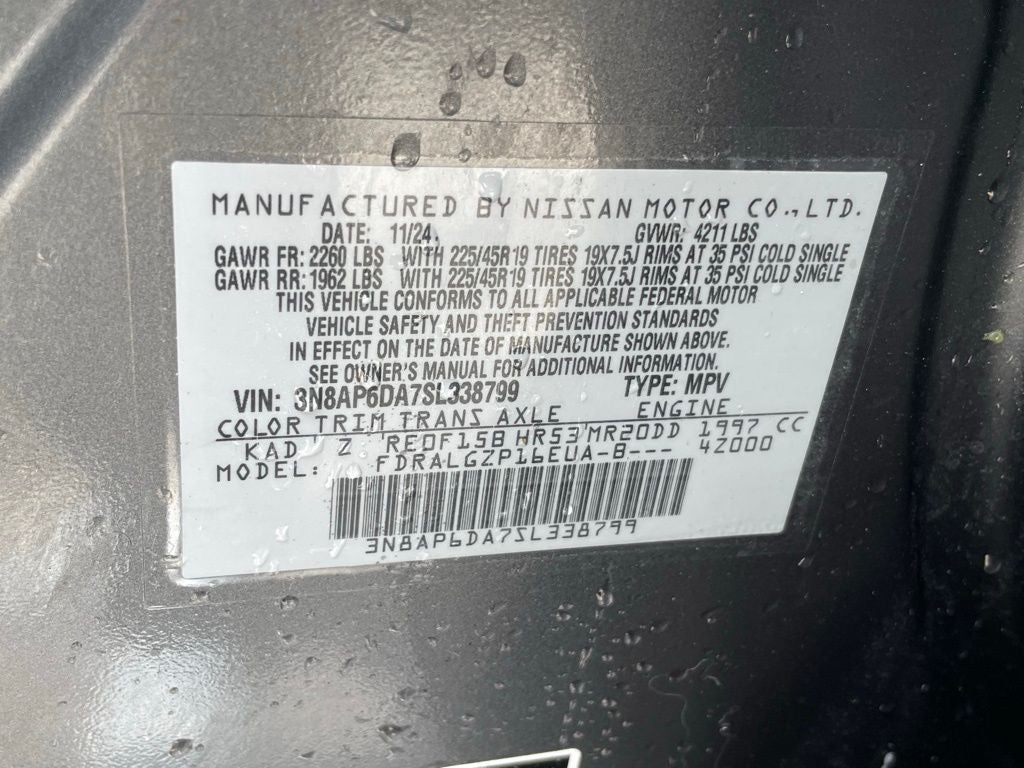 MANUFACTURED BY NISSAN MOTOR CO., LTD.
DATE: 11/24. GVWR: 4211 LBS
GAWR FR: 2260 LBS WITH 225/45R19 TIRES 19X7.5J RIMS AT 35 PSI COLD SINGLE
GAWR RR: 1962 LBS WITH 225/45R19 TIRES 19X7.5J RIMS AT 35 PSI COLD SINGLE
THIS VEHICLE CONFORMS TO ALL APPLICABLE FEDERAL MOTOR
VEHICLE SAFETY AND THEFT PREVENTION STANDARDS
IN EFFECT ON THE DATE OF MANUFACTURE SHOWN ABOVE.
SEE OWNER'S MANUAL FOR ADDITIONAL INFORMATION.
VIN: 3N8AP6DA7SL338799 TYPE: MPV
COLOR TRIM TRANS AXLE ENGINE
KAD Z RE0F15B HR53 MR20DD 1997 CC
MODEL: FDRALGZP16EUA-B--- 42000
3N8AP6DA7SL338799